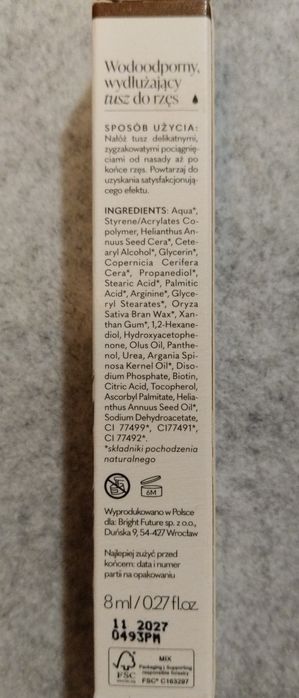 Wodoodporny,
wydłużający
tusz do rzęs
SPOSÓB UŻYCIA:
Nałóż tusz delikatnymi,
zygzakowatymi pociągnię-
ciami od nasady aż po
końce rzęs. Powtarzaj do
uzyskania satysfakcjonują-
cego efektu.
INGREDIENTS: Aqua*,
Styrene/Acrylates Co-
polymer, Helianthus An-
nuus Seed Cera*, Cete-
aryl Alcohol*, Glycerin*,
Copernicia Cerifera
Cera*, Propanediol*,
Stearic Acid*, Palmitic
Acid*, Arginine*, Glyce-
ryl Stearates*, Oryza
Sativa Bran Wax*, Xan-
than Gum*, 1,2-Hexane-
diol, Hydroxyacetophe-
none, Olus Oil, Panthe-
nol, Urea, Argania Spi-
nosa Kernel Oil*, Diso-
dium Phosphate, Biotin,
Citric Acid, Tocopherol,
Ascorbyl Palmitate, Helia-
nthus Annuus Seed Oil*,
Sodium Dehydroacetate,
CI 77499*, CI77491*,
CI 77492*.
*składniki pochodzenia
naturalnego
6M
Wyprodukowano w Polsce
dla: Bright Future sp. z o.o.,
Duńska 9, 54-427 Wrocław
Najlepiej zużyć przed
końcem: data i numer
partii na opakowaniu
8 ml / 0.27 fl.oz.
11 2027
0493PM
MIX
Packaging | Supporting
responsible forestry
FSC® C163297
FSC